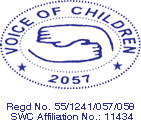 VOICE OF CHILDREN
2057
Regd No. 55/1241/057/058
SWC Affiliation No.: 11434